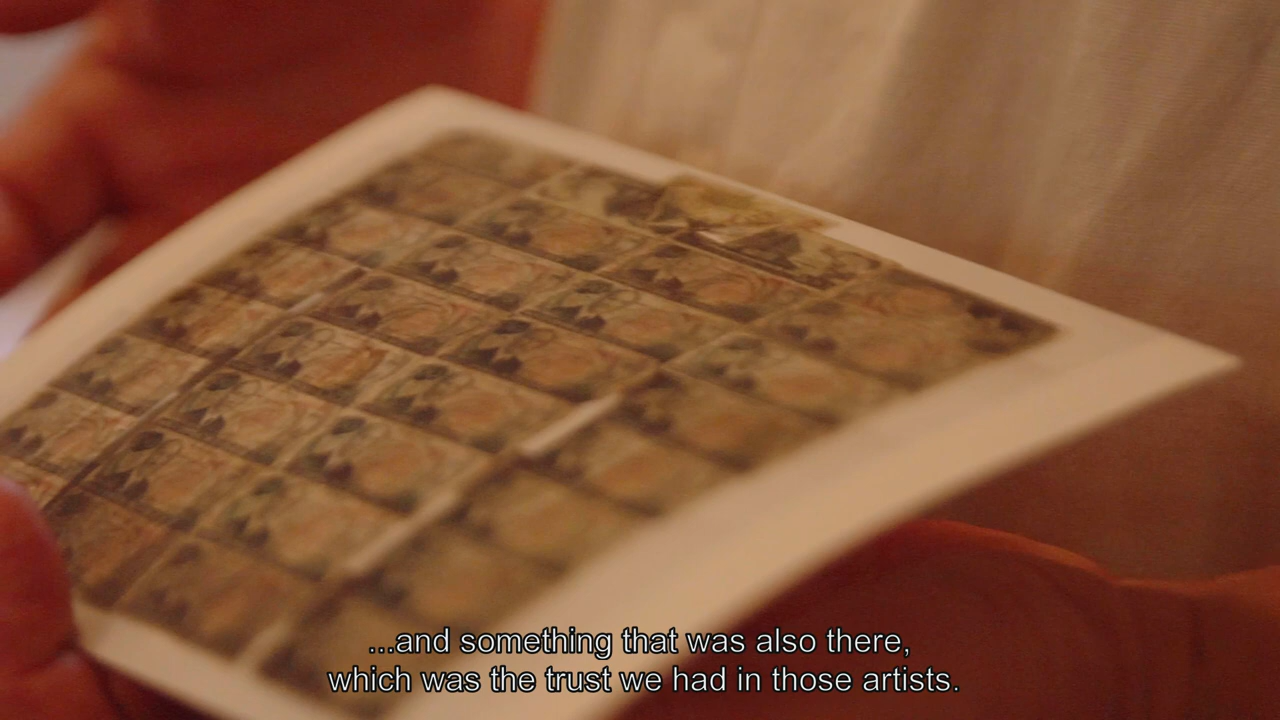 ...and something that was also there,
which was the trust we had in those artists.